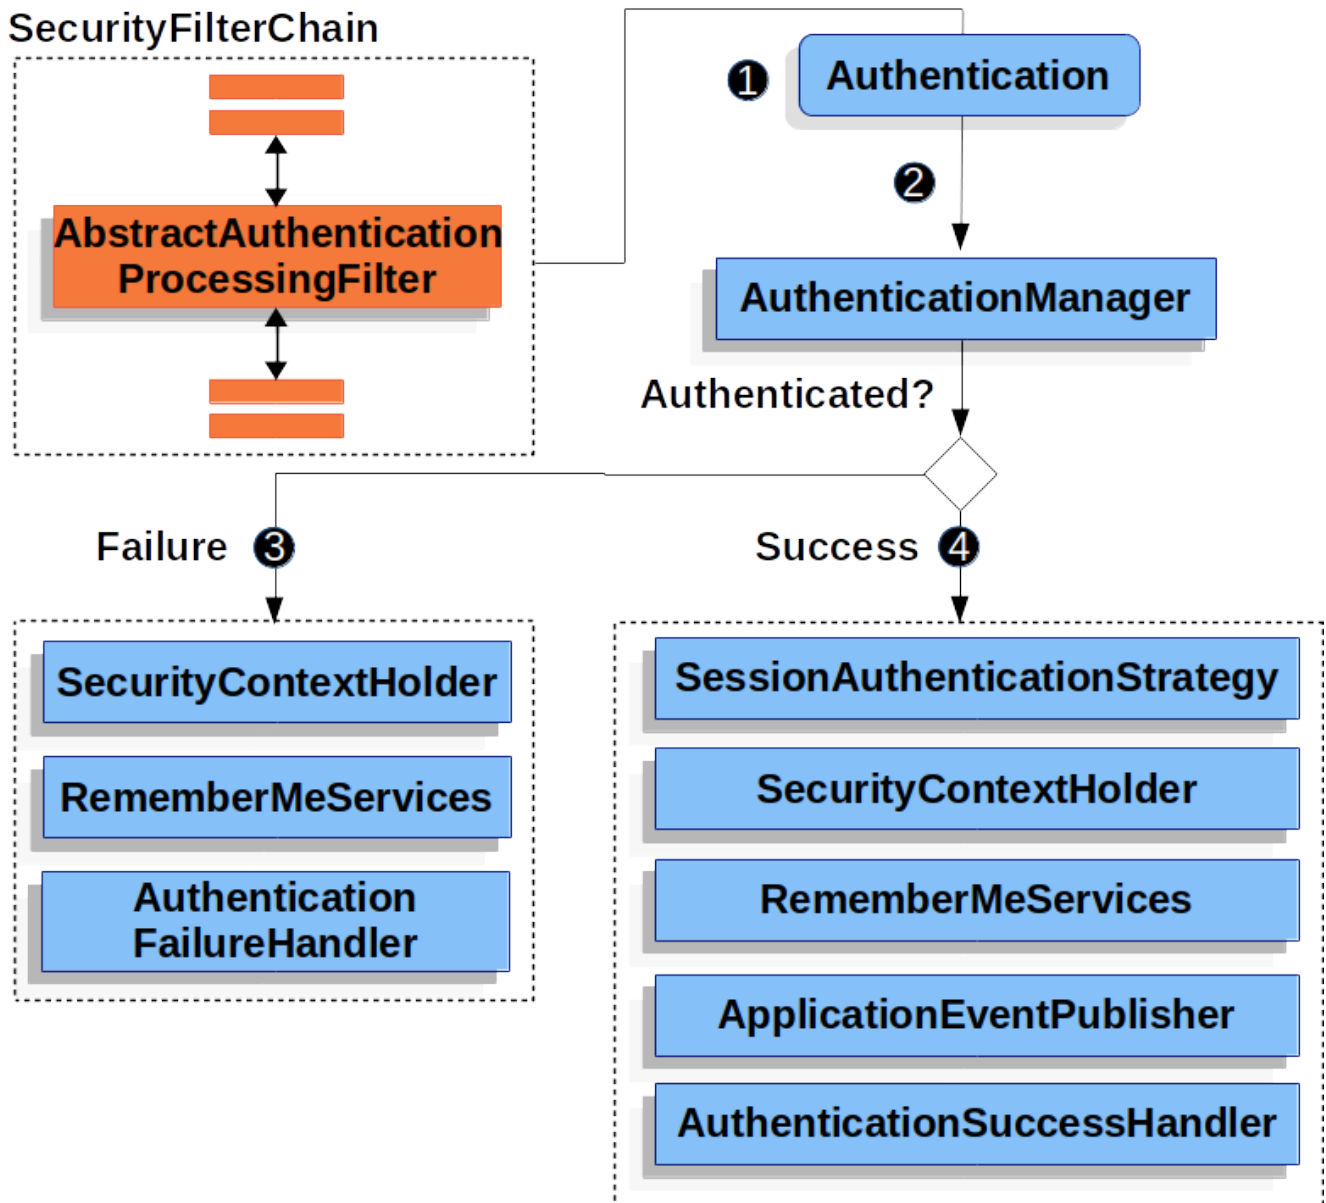 SecurityFilterChain
AbstractAuthentication
ProcessingFilter
1
Authentication
2
AuthenticationManager
Authenticated?
Failure 3
Success 4
SecurityContextHolder
RememberMeServices
Authentication
FailureHandler
SessionAuthenticationStrategy
SecurityContextHolder
RememberMeServices
ApplicationEventPublisher
AuthenticationSuccessHandler